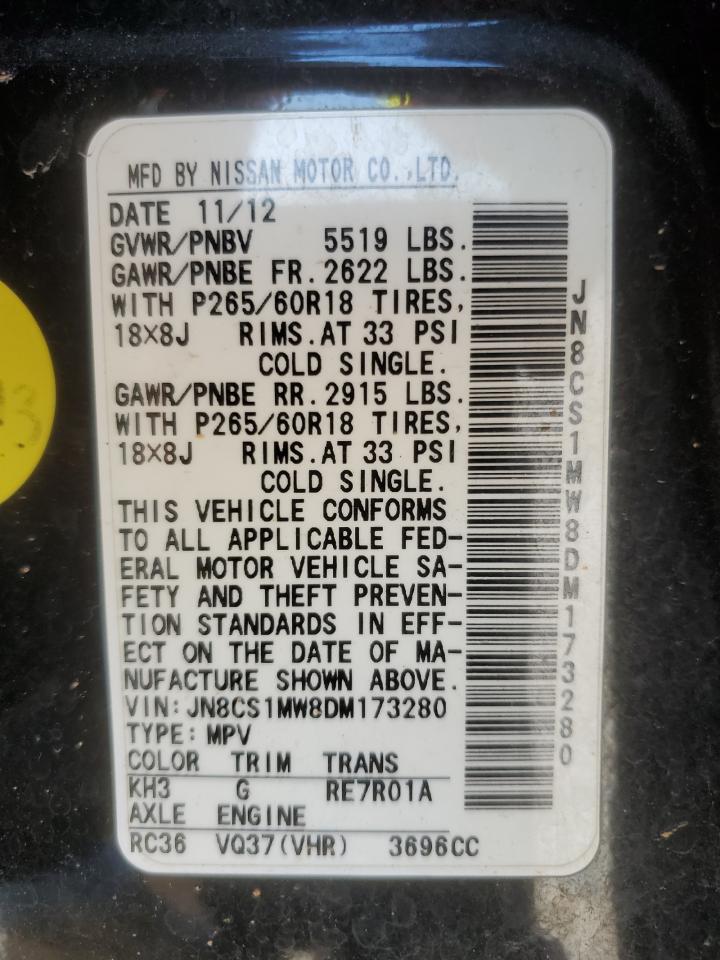 MFD BY NISSAN MOTOR CO.,LTD.
DATE 11/12
GVWR/PNBV 5519 LBS.
GAWR/PNBE FR.2622 LBS.
WITH P265/60R18 TIRES,
18X8J RIMS.AT 33 PSI
COLD SINGLE.
GAWR/PNBE RR.2915 LBS.
WITH P265/60R18 TIRES,
18X8J RIMS.AT 33 PSI
COLD SINGLE.
THIS VEHICLE CONFORMS
TO ALL APPLICABLE FED-
ERAL MOTOR VEHICLE SA-
FETY AND THEFT PREVEN-
TION STANDARDS IN EFF-
ECT ON THE DATE OF MA-
NUFACTURE SHOWN ABOVE.
VIN:JN8CS1MW8DM173280
TYPE:MPV
COLOR TRIM TRANS
KH3 G RE7R01A
AXLE ENGINE
RC36 VQ37(VHR) 3696CC
JN8CS1MW8DM173280